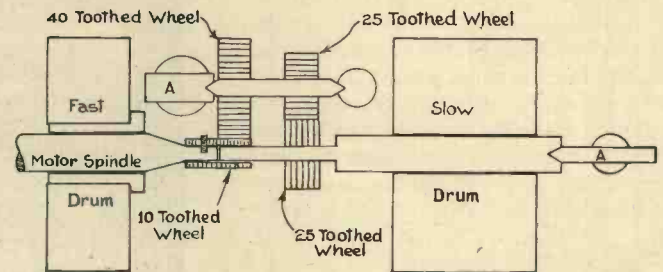 40 Toothed Wheel
25 Toothed Wheel
A
Fast
Slow
Motor Spindle
A
Drum
Drum
10 Toothed
Wheel
25 Toothed
Wheel